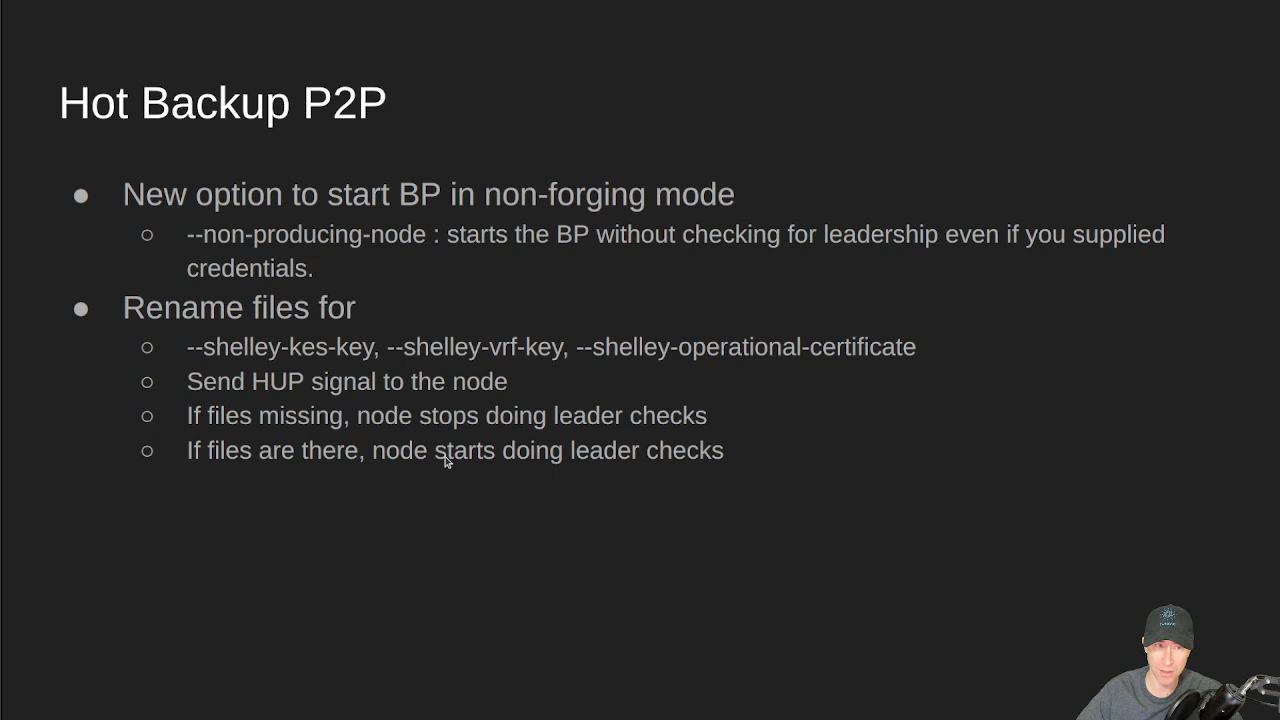 Hot Backup P2P
● New option to start BP in non-forging mode
○ --non-producing-node : starts the BP without checking for leadership even if you supplied
credentials.
● Rename files for
○ --shelley-kes-key, --shelley-vrf-key, --shelley-operational-certificate
○ Send HUP signal to the node
○ If files missing, node stops doing leader checks
○ If files are there, node starts doing leader checks